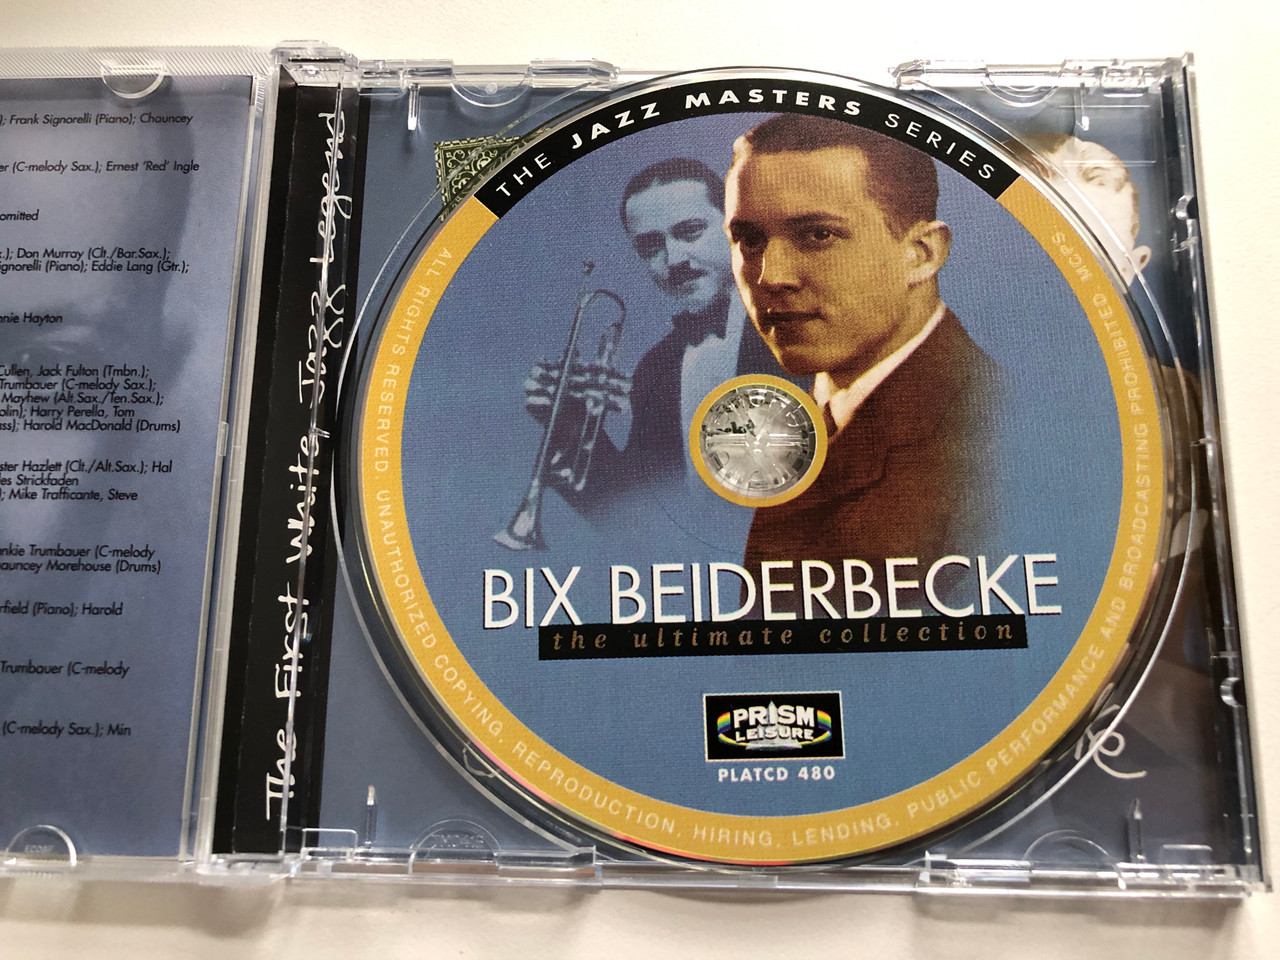 ); Frank Signorelli (Piano); Chauncey
er (C-melody Sax.); Ernest 'Red' Ingle
omitted
x.); Don Murray (Clt./Bar.Sax.);
ignorelli (Piano); Eddie Lang (Gtr.);
nnie Hayton
Cullen, Jack Fulton (Tmbn.);
Trumbauer (C-melody Sax.);
Mayhew (Alt.Sax./Ten.Sax.);
olin); Harry Perella, Tom
ass); Harold MacDonald (Drums)
ster Hazlett (Clt./Alt.Sax.); Hal
les Strickfaden
); Mike Trafficante, Steve
nkie Trumbauer (C-melody
auncey Morehouse (Drums)
rfield (Piano); Harold
Trumbauer (C-melody
(C-melody Sax.); Min
The First White Jazz Legend
THE JAZZ MASTERS SERIES
BIX BEIDERBECKE
the ultimate collection
PRISM
LEISURE
PLATCD 480
ALL RIGHTS RESERVED. UNAUTHORIZED COPYING, REPRODUCTION, HIRING, LENDING, PUBLIC PERFORMANCE AND BROADCASTING PROHIBITED. MCPS